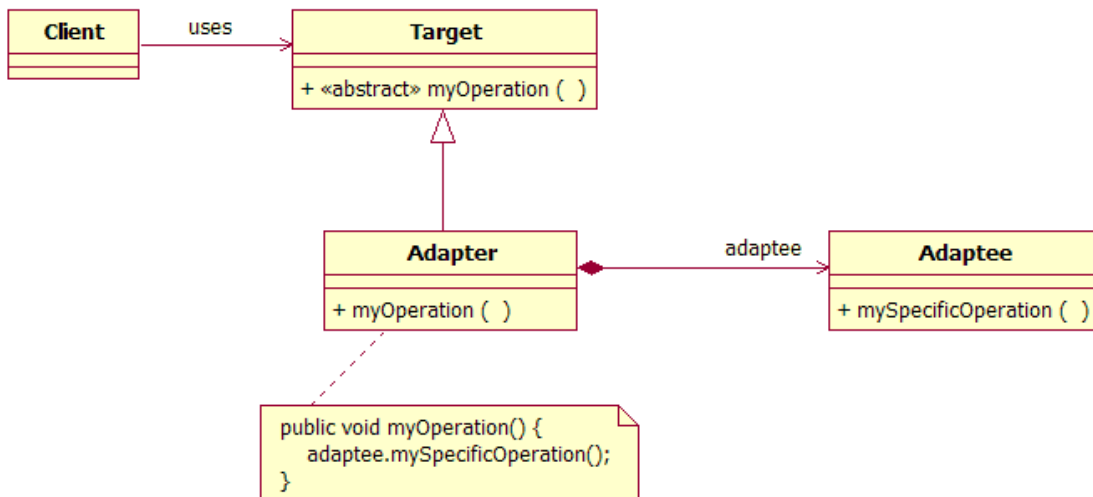 Client
uses
Target
+ «abstract» myOperation (  )
Adapter
adaptee
Adaptee
+ myOperation (  )
+ mySpecificOperation (  )
public void myOperation() {
    adaptee.mySpecificOperation();
}